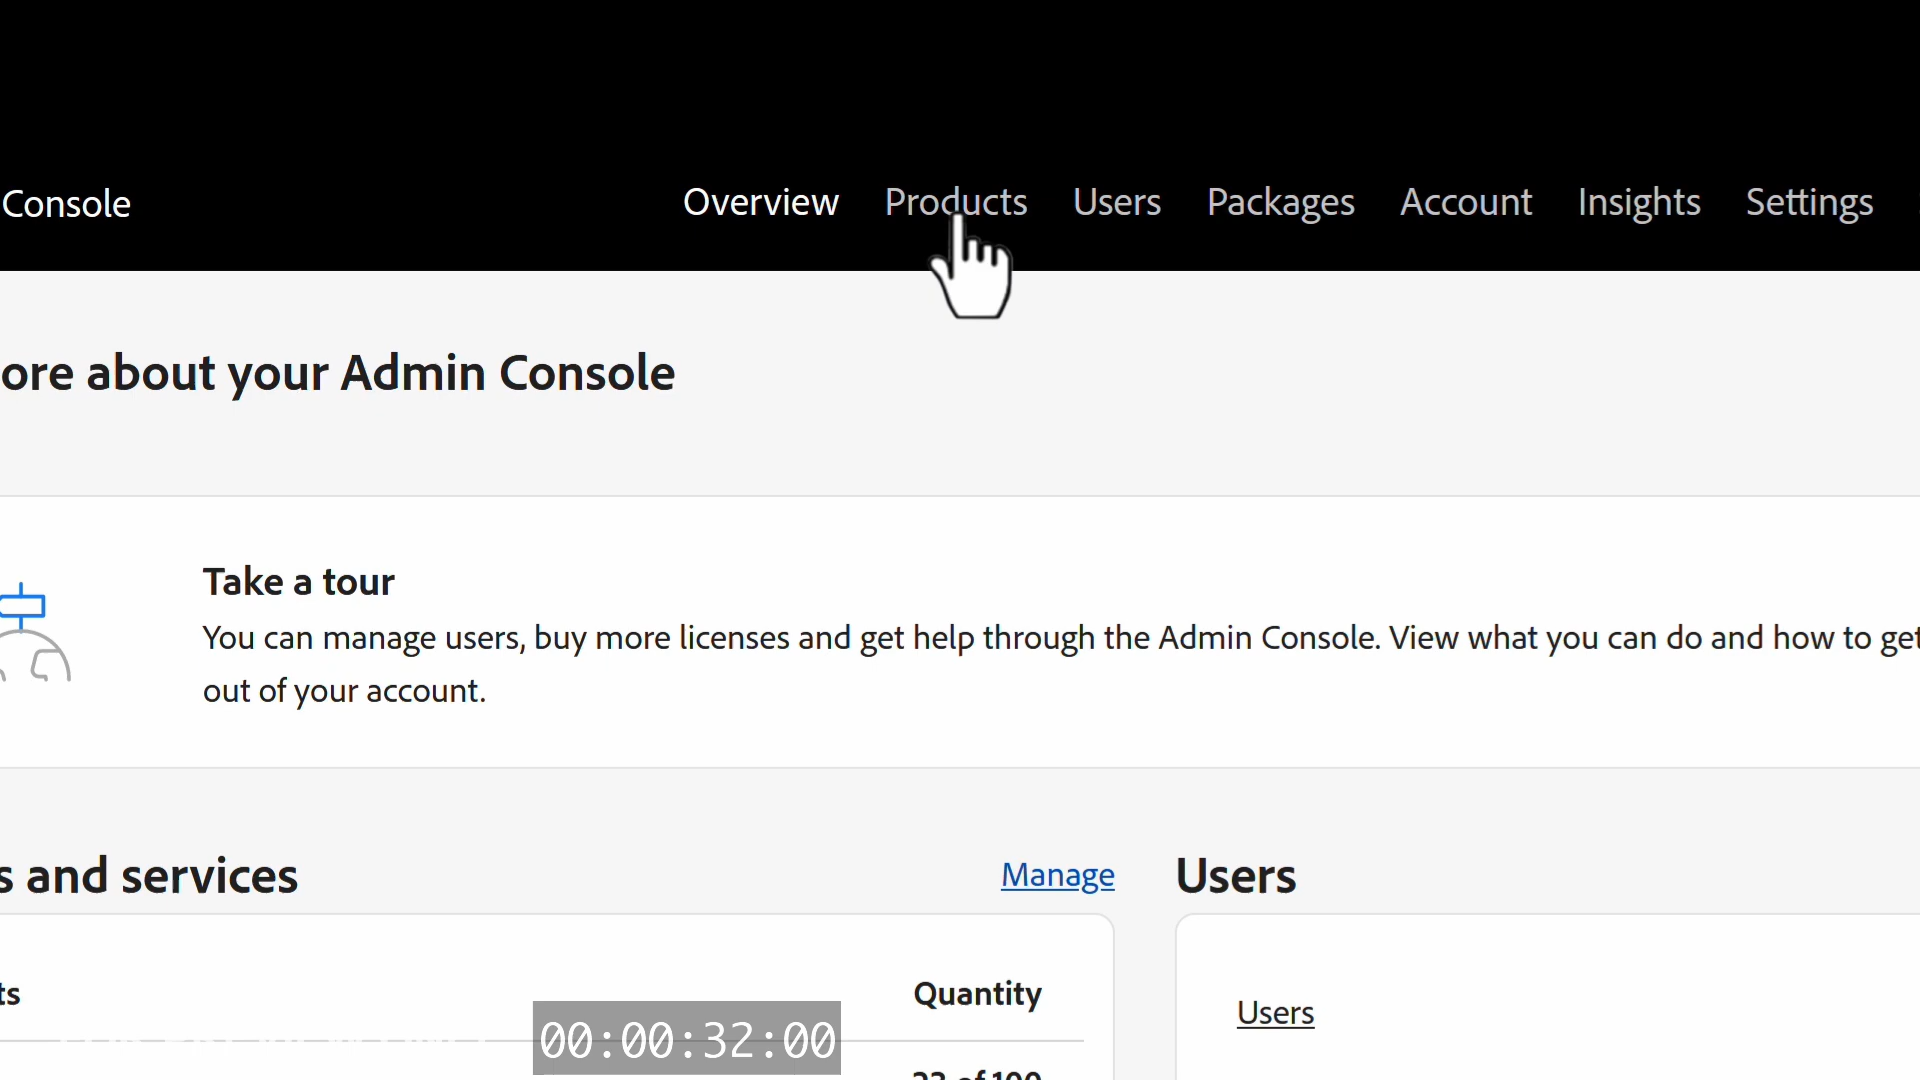 Console
Overview Products Users Packages Account Insights Settings
ore about your Admin Console
Take a tour
You can manage users, buy more licenses and get help through the Admin Console. View what you can do and how to get
out of your account.
s and services Manage Users
ts Quantity
Users
00:00:32:00